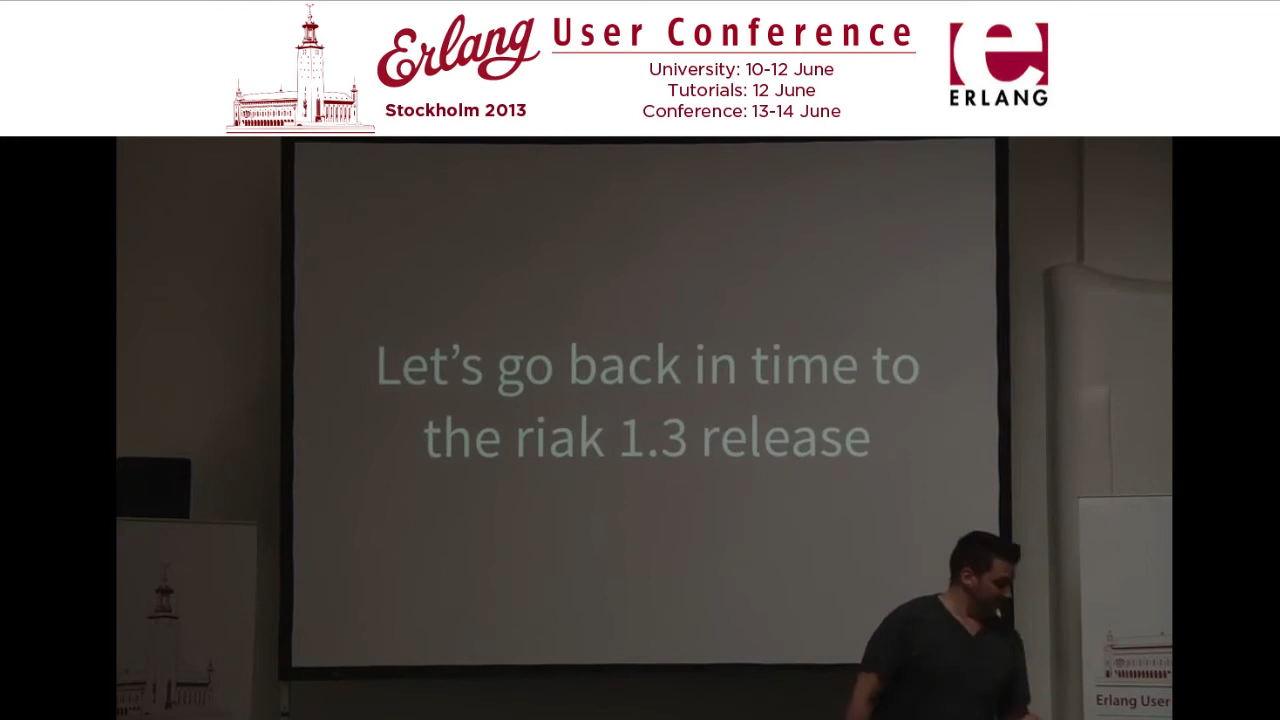 Erlang User Conference
Stockholm 2013
University: 10-12 June
Tutorials: 12 June
Conference: 13-14 June
ERLANG
Let's go back in time to
the riak 1.3 release
Erlang User